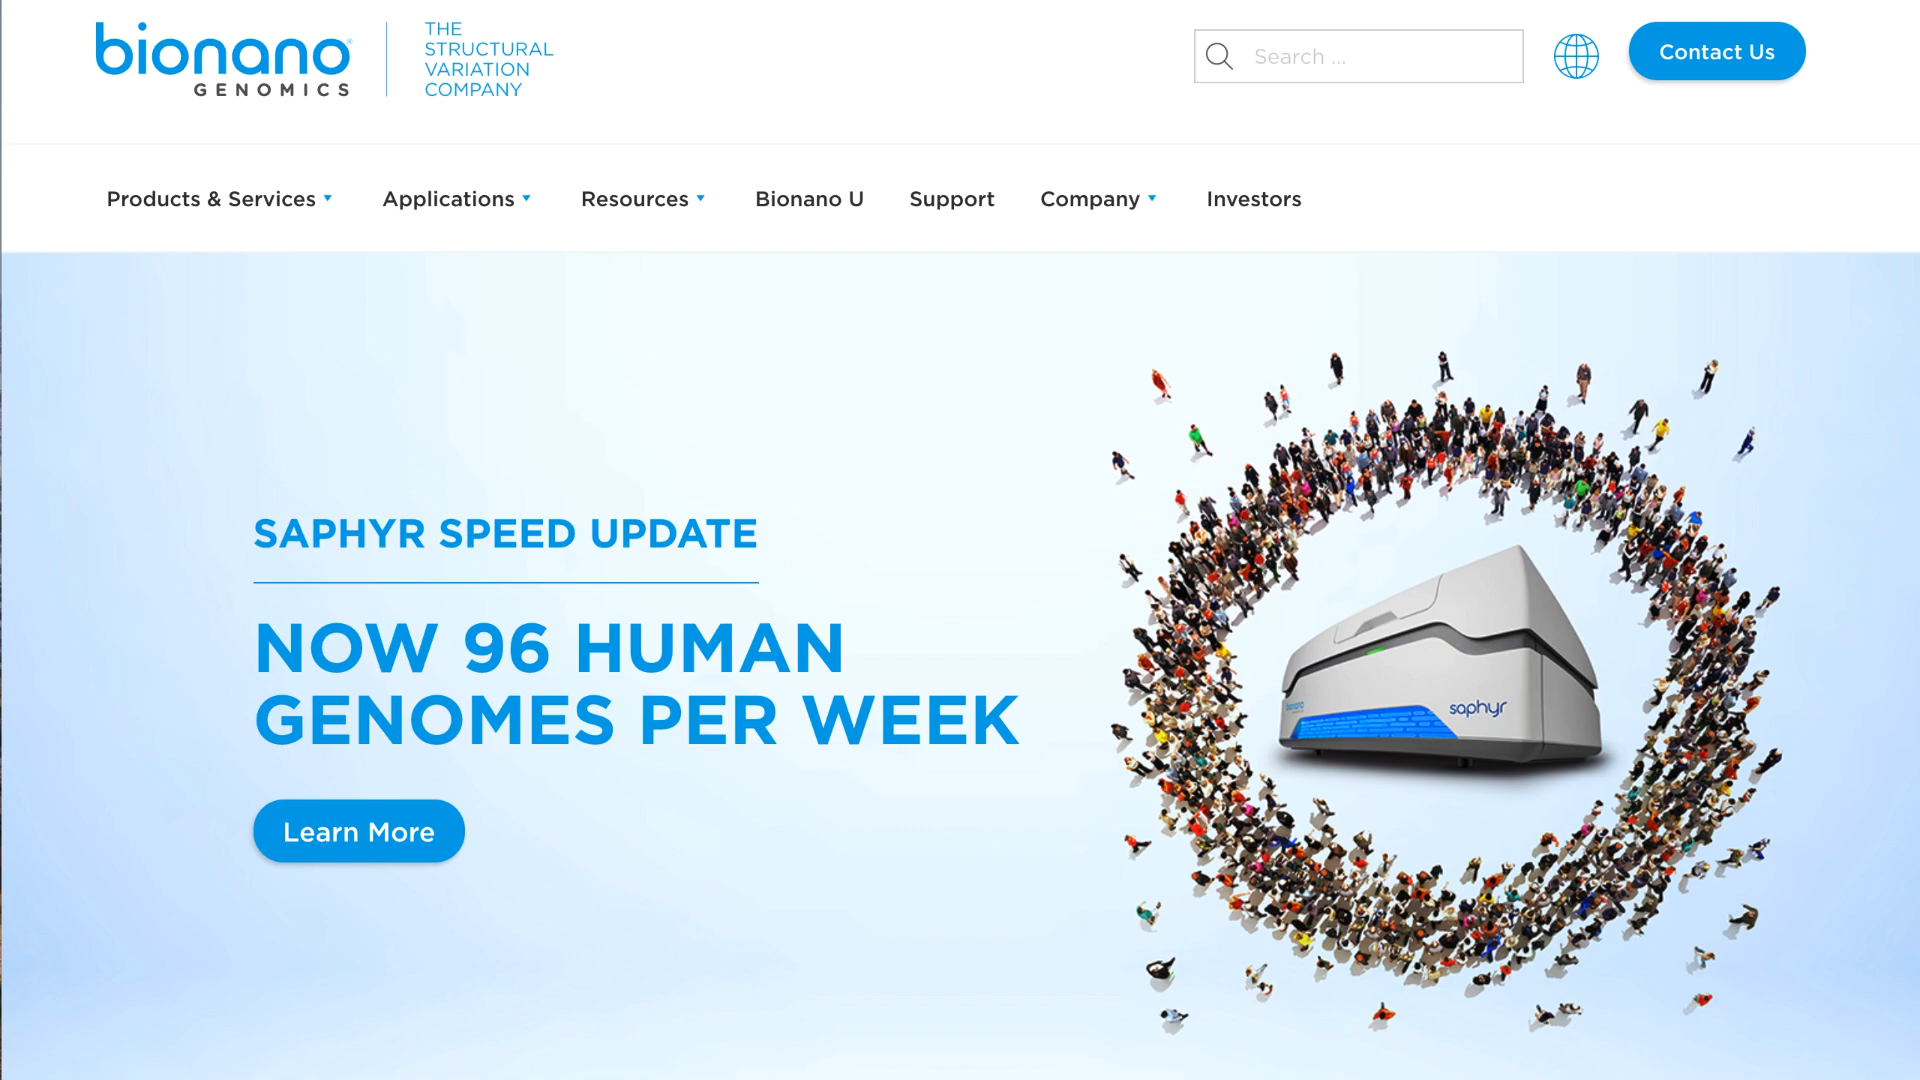 bionano
GENOMICS
THE
STRUCTURAL
VARIATION
COMPANY
Search ...
Contact Us
Products & Services
Applications
Resources
Bionano U
Support
Company
Investors
SAPHYR SPEED UPDATE
NOW 96 HUMAN
GENOMES PER WEEK
Learn More
bionano
saphyr